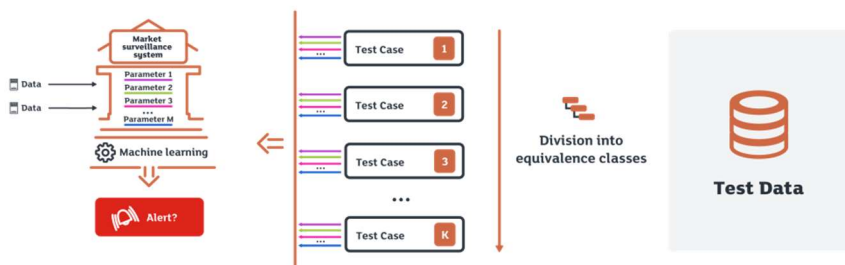 Market
surveillance
system
Data
Data
Parameter 1
Parameter 2
Parameter 3
...
Parameter M
Machine learning
Alert?
...
Test Case 1
...
Test Case 2
...
Test Case 3
...
...
Test Case K
Division into
equivalence classes
Test Data